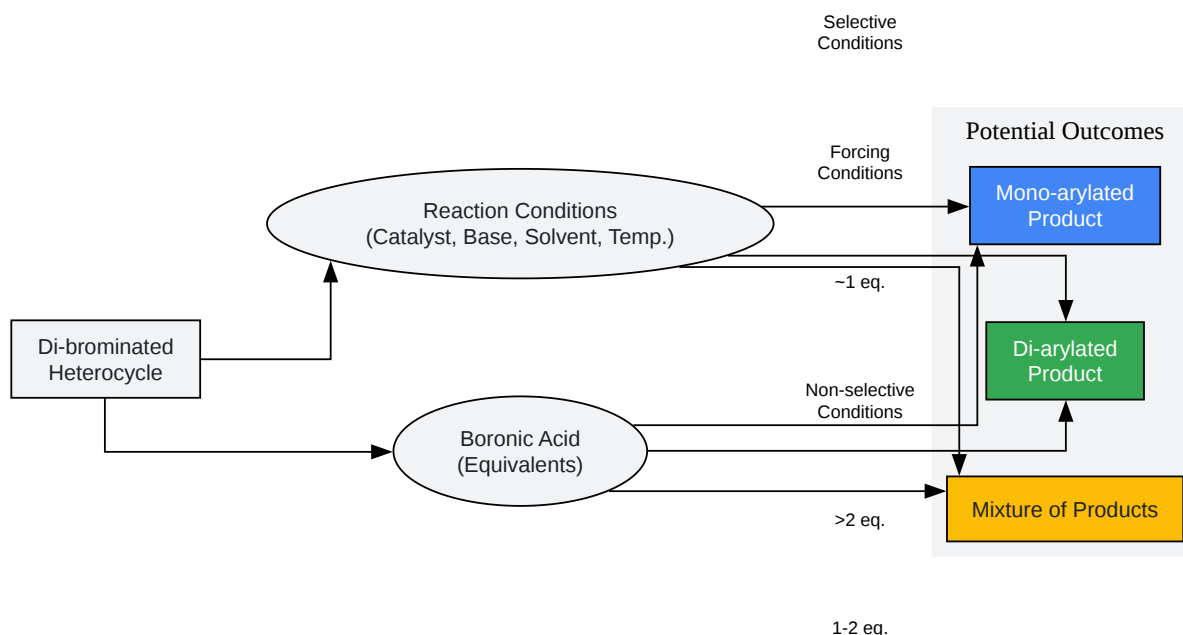 Selective
Conditions
Potential Outcomes
Forcing
Conditions
Mono-arylated
Product
Reaction Conditions
(Catalyst, Base, Solvent, Temp.)
~1 eq.
Di-brominated
Heterocycle
Di-arylated
Product
Non-selective
Conditions
Boronic Acid
(Equivalents)
Mixture of Products
>2 eq.
1-2 eq.